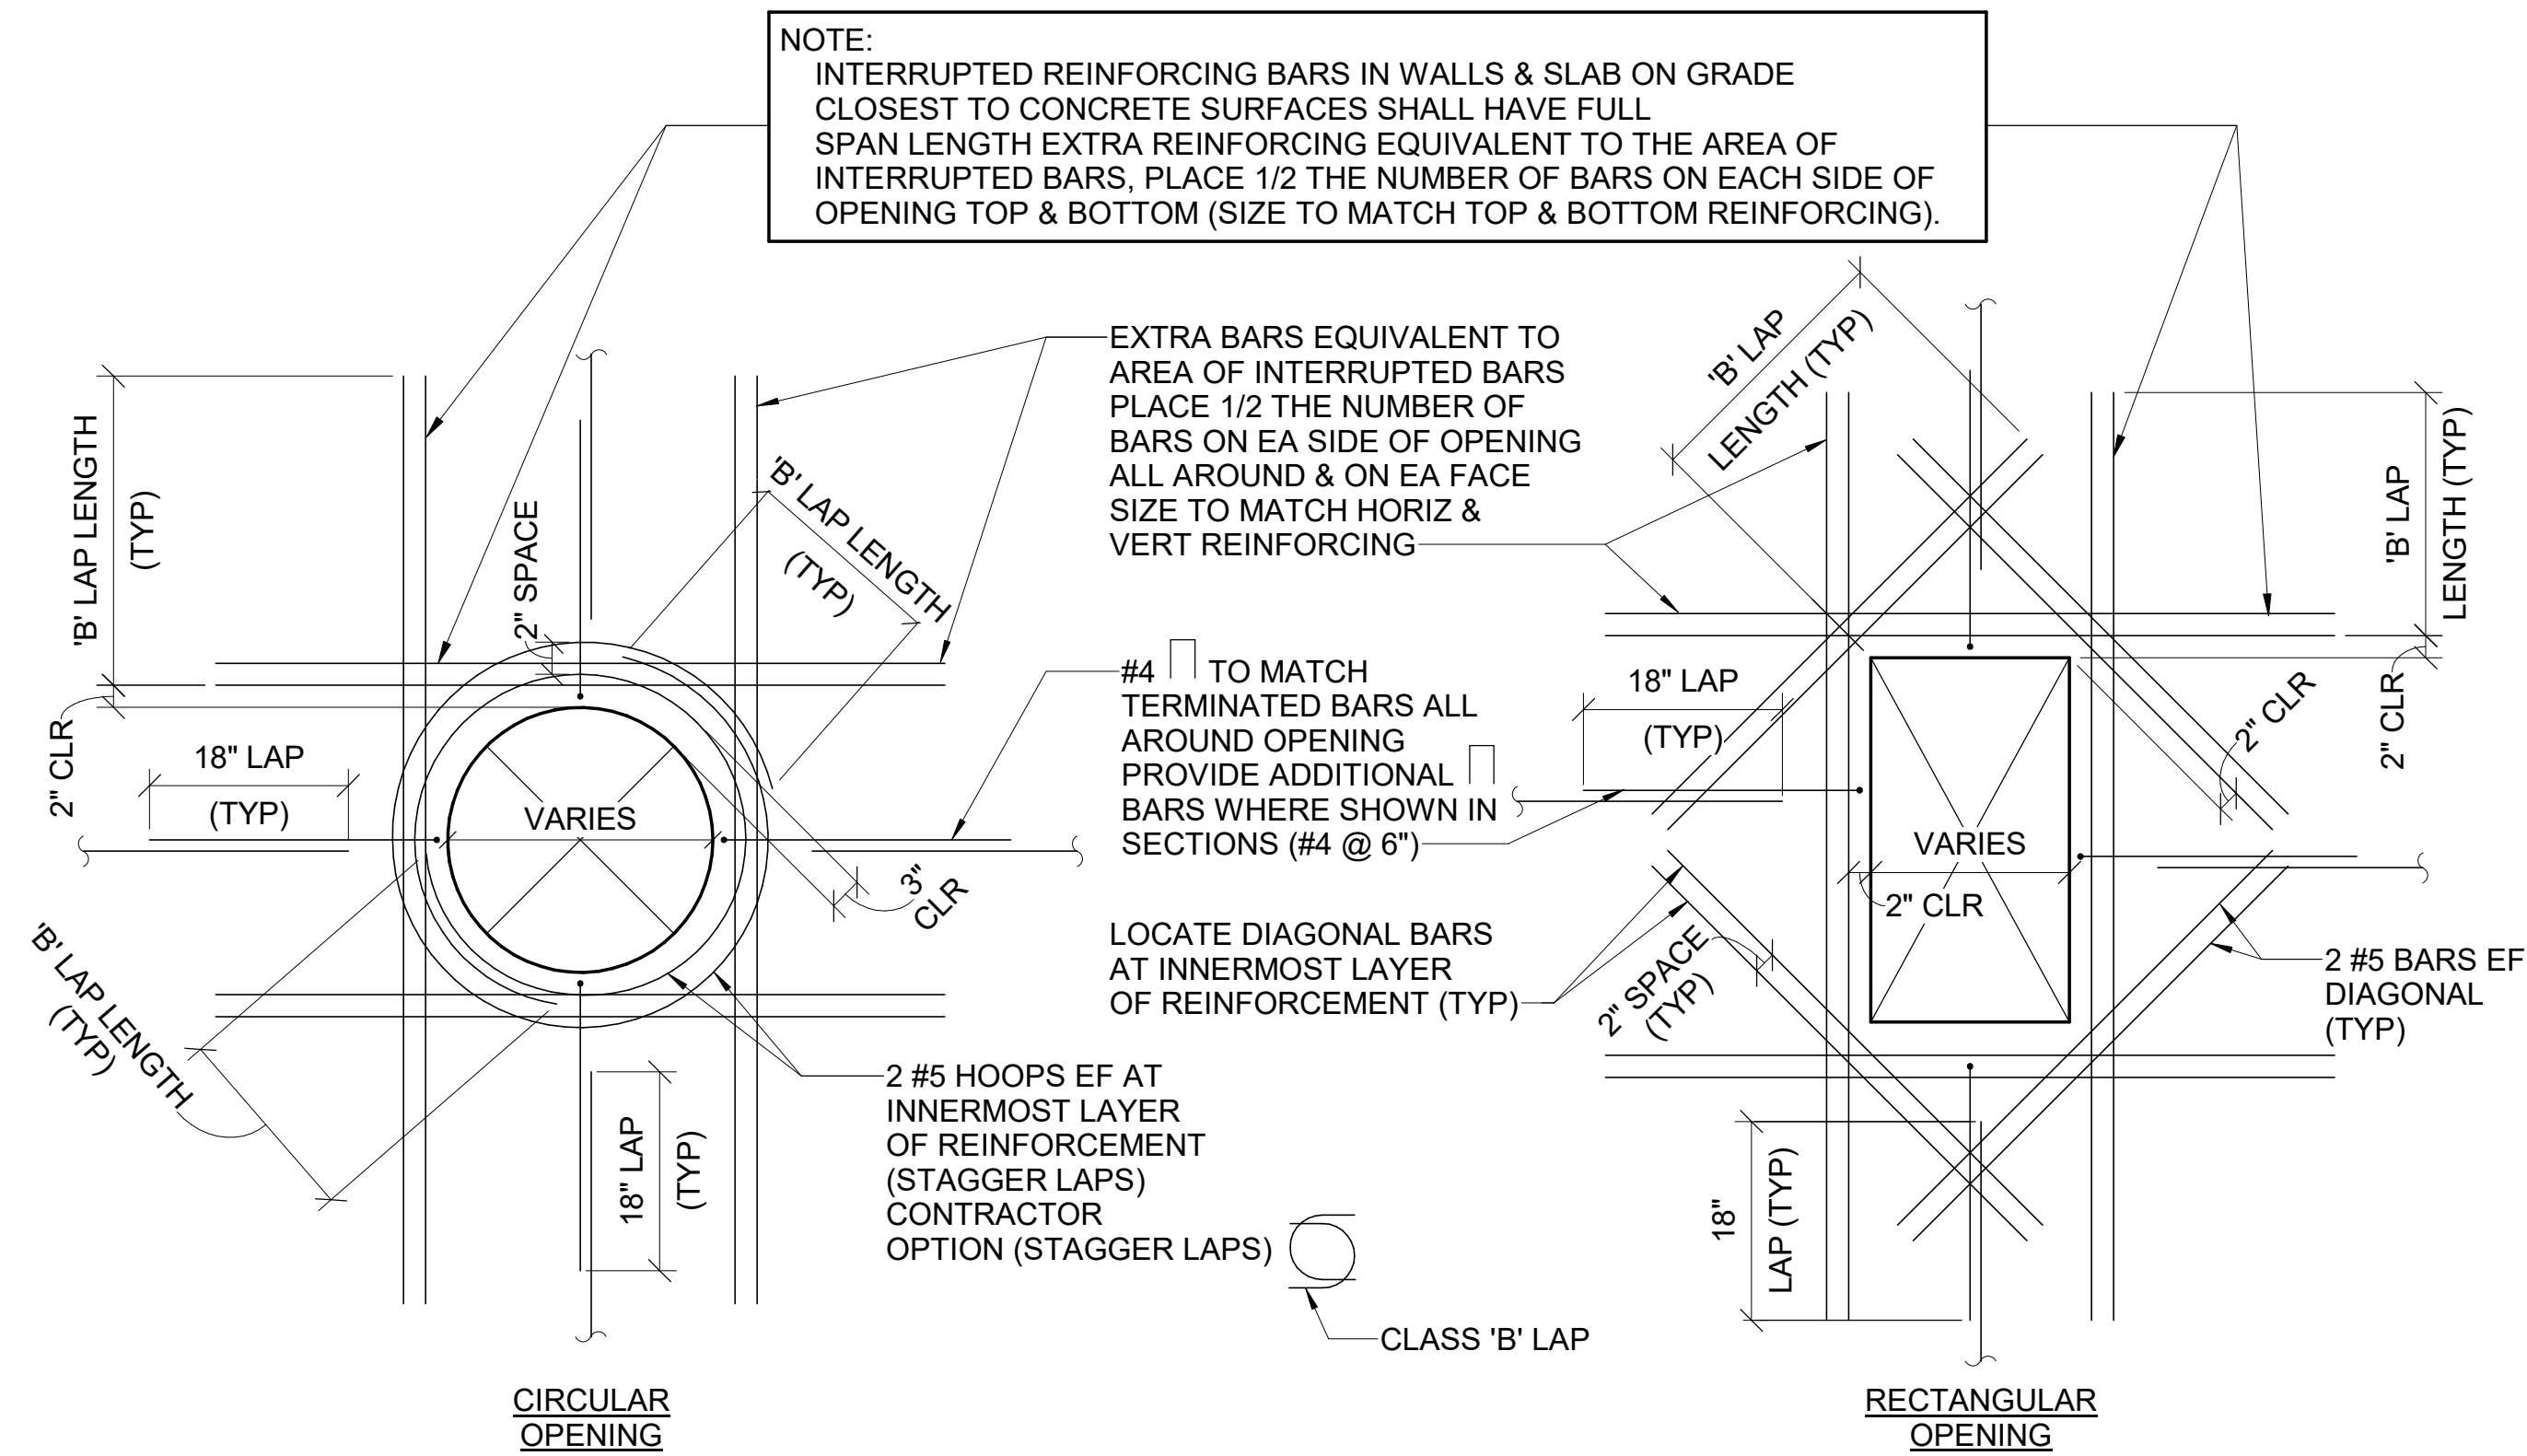 NOTE:
INTERRUPTED REINFORCING BARS IN WALLS & SLAB ON GRADE
CLOSEST TO CONCRETE SURFACES SHALL HAVE FULL
SPAN LENGTH EXTRA REINFORCING EQUIVALENT TO THE AREA OF
INTERRUPTED BARS, PLACE 1/2 THE NUMBER OF BARS ON EACH SIDE OF
OPENING TOP & BOTTOM (SIZE TO MATCH TOP & BOTTOM REINFORCING).
'B' LAP LENGTH
(TYP)
2" CLR
18" LAP
(TYP)
2" SPACE
'B' LAP LENGTH
(TYP)
VARIES
3"
CLR
'B' LAP LENGTH
(TYP)
18" LAP
(TYP)
EXTRA BARS EQUIVALENT TO
AREA OF INTERRUPTED BARS
PLACE 1/2 THE NUMBER OF
BARS ON EA SIDE OF OPENING
ALL AROUND & ON EA FACE
SIZE TO MATCH HORIZ &
VERT REINFORCING
#4 TO MATCH
TERMINATED BARS ALL
AROUND OPENING
PROVIDE ADDITIONAL
BARS WHERE SHOWN IN
SECTIONS (#4 @ 6")
LOCATE DIAGONAL BARS
AT INNERMOST LAYER
OF REINFORCEMENT (TYP)
2 #5 HOOPS EF AT
INNERMOST LAYER
OF REINFORCEMENT
(STAGGER LAPS)
CONTRACTOR
OPTION (STAGGER LAPS)
CLASS 'B' LAP
'B' LAP
LENGTH (TYP)
'B' LAP
LENGTH (TYP)
18" LAP
(TYP)
2" CLR
2" CLR
VARIES
2" CLR
2" SPACE
(TYP)
2 #5 BARS EF
DIAGONAL
(TYP)
18"
LAP (TYP)
CIRCULAR
OPENING
RECTANGULAR
OPENING